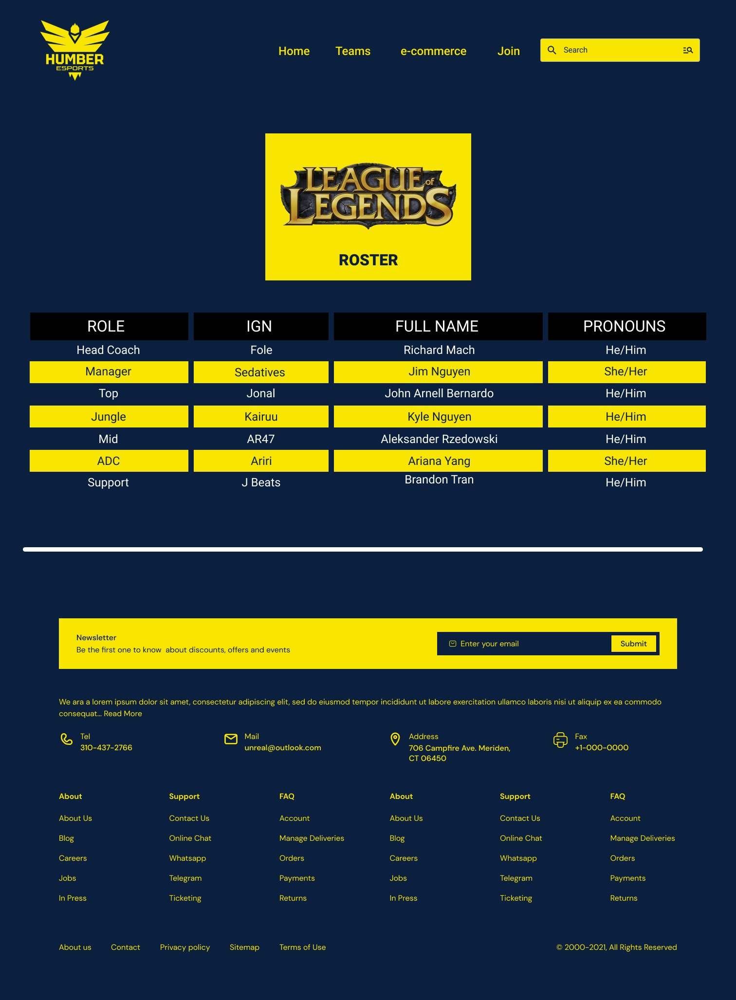 HUMBER
ESPORTS
Home Teams e-commerce Join Search
LEAGUE of
LEGENDS®
ROSTER
ROLE IGN FULL NAME PRONOUNS
Head Coach Fole Richard Mach He/Him
Manager Sedatives Jim Nguyen She/Her
Top Jonal John Arnell Bernardo He/Him
Jungle Kairuu Kyle Nguyen He/Him
Mid AR47 Aleksander Rzedowski He/Him
ADC Ariri Ariana Yang She/Her
Support J Beats Brandon Tran He/Him
Newsletter
Be the first one to know  about discounts, offers and events
Enter your email Submit
We ara a lorem ipsum dolor sit amet, consectetur adipiscing elit, sed do eiusmod tempor incididunt ut labore exercitation ullamco laboris nisi ut aliquip ex ea commodo
consequat... Read More
Tel Mail Address Fax
310-437-2766 unreal@outlook.com 706 Campfire Ave. Meriden, +1-000-0000
CT 06450
About Support FAQ About Support FAQ
About Us Contact Us Account About Us Contact Us Account
Blog Online Chat Manage Deliveries Blog Online Chat Manage Deliveries
Careers Whatsapp Orders Careers Whatsapp Orders
Jobs Telegram Payments Jobs Telegram Payments
In Press Ticketing Returns In Press Ticketing Returns
About us Contact Privacy policy Sitemap Terms of Use © 2000-2021, All Rights Reserved